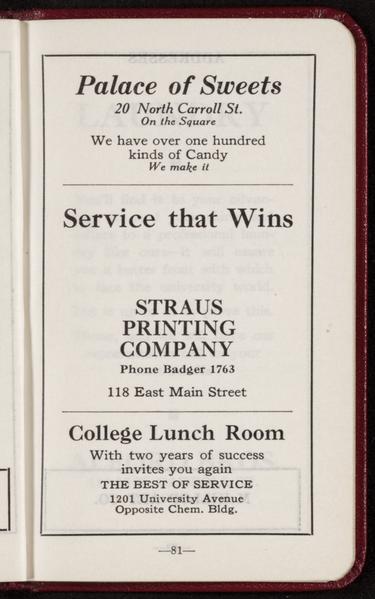 Palace of Sweets
20 North Carroll St.
On the Square
We have over one hundred
kinds of Candy
We make it
Service that Wins
STRAUS
PRINTING
COMPANY
Phone Badger 1763
118 East Main Street
College Lunch Room
With two years of success
invites you again
THE BEST OF SERVICE
1201 University Avenue
Opposite Chem. Bldg.
—81—